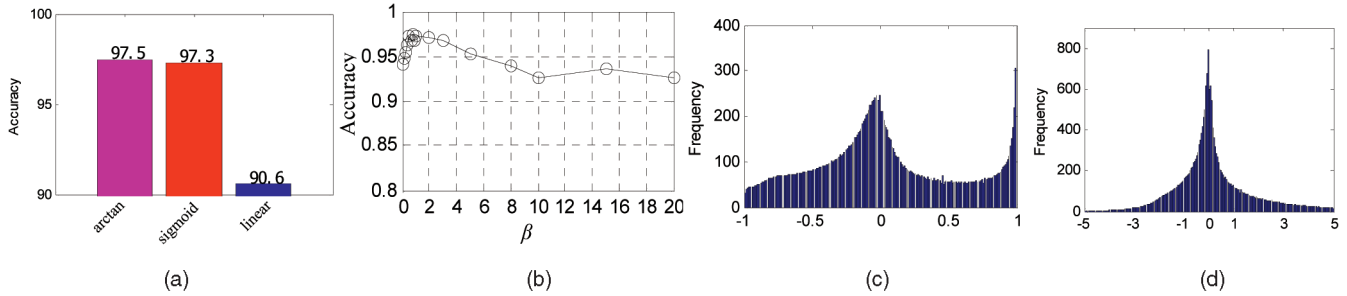 100
95
90
Accuracy
97.5
97.3
90.6
arctan
sigmoid
linear
(a)
1
0.95
0.9
0.85
0.8
Accuracy
0 2 4 6 8 10 12 14 16 18 20
β
(b)
400
300
200
100
0
Frequency
-1 -0.5 0 0.5 1
(c)
800
600
400
200
0
Frequency
-5 -1 0 1 5
(d)